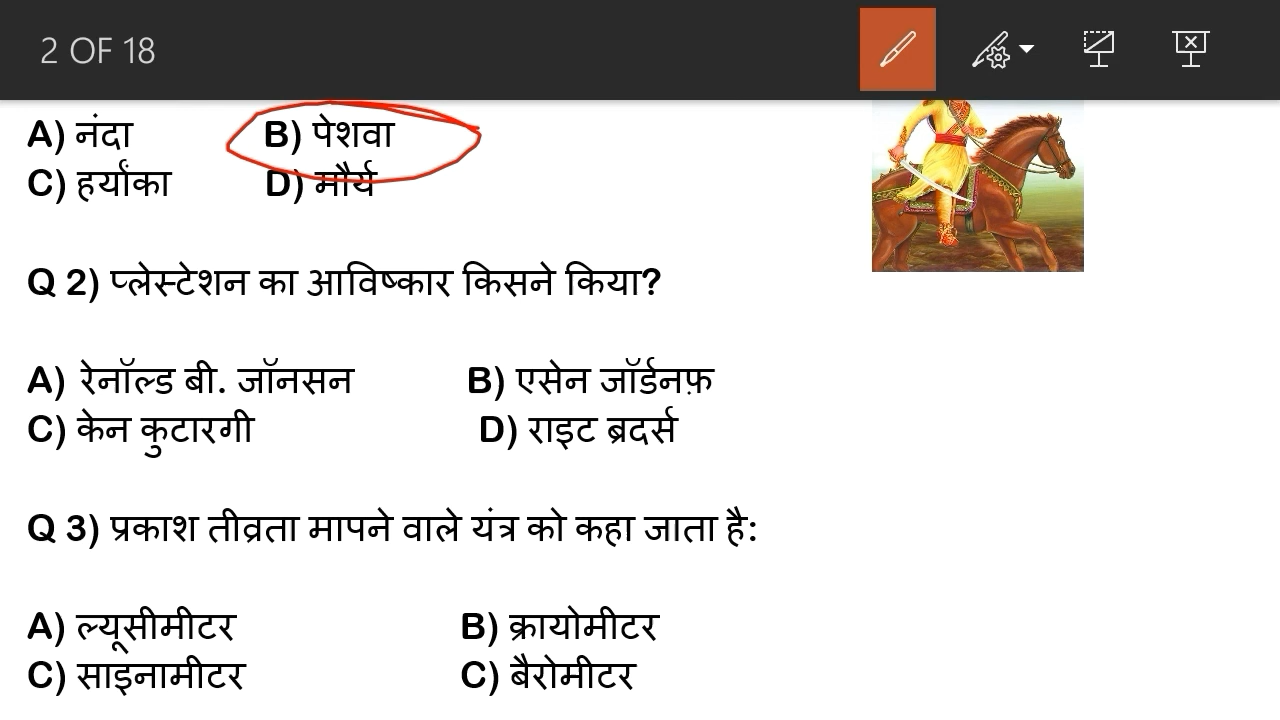 2 OF 18
A) नंदा B) पेशवा
C) हर्यांका D) मौर्य
Q 2) प्लेस्टेशन का आविष्कार किसने किया?
A) रेनॉल्ड बी. जॉनसन B) एसेन जॉर्डनफ़
C) केन कुटारगी D) राइट ब्रदर्स
Q 3) प्रकाश तीव्रता मापने वाले यंत्र को कहा जाता है:
A) ल्यूसीमीटर B) क्रायोमीटर
C) साइनामीटर C) बैरोमीटर